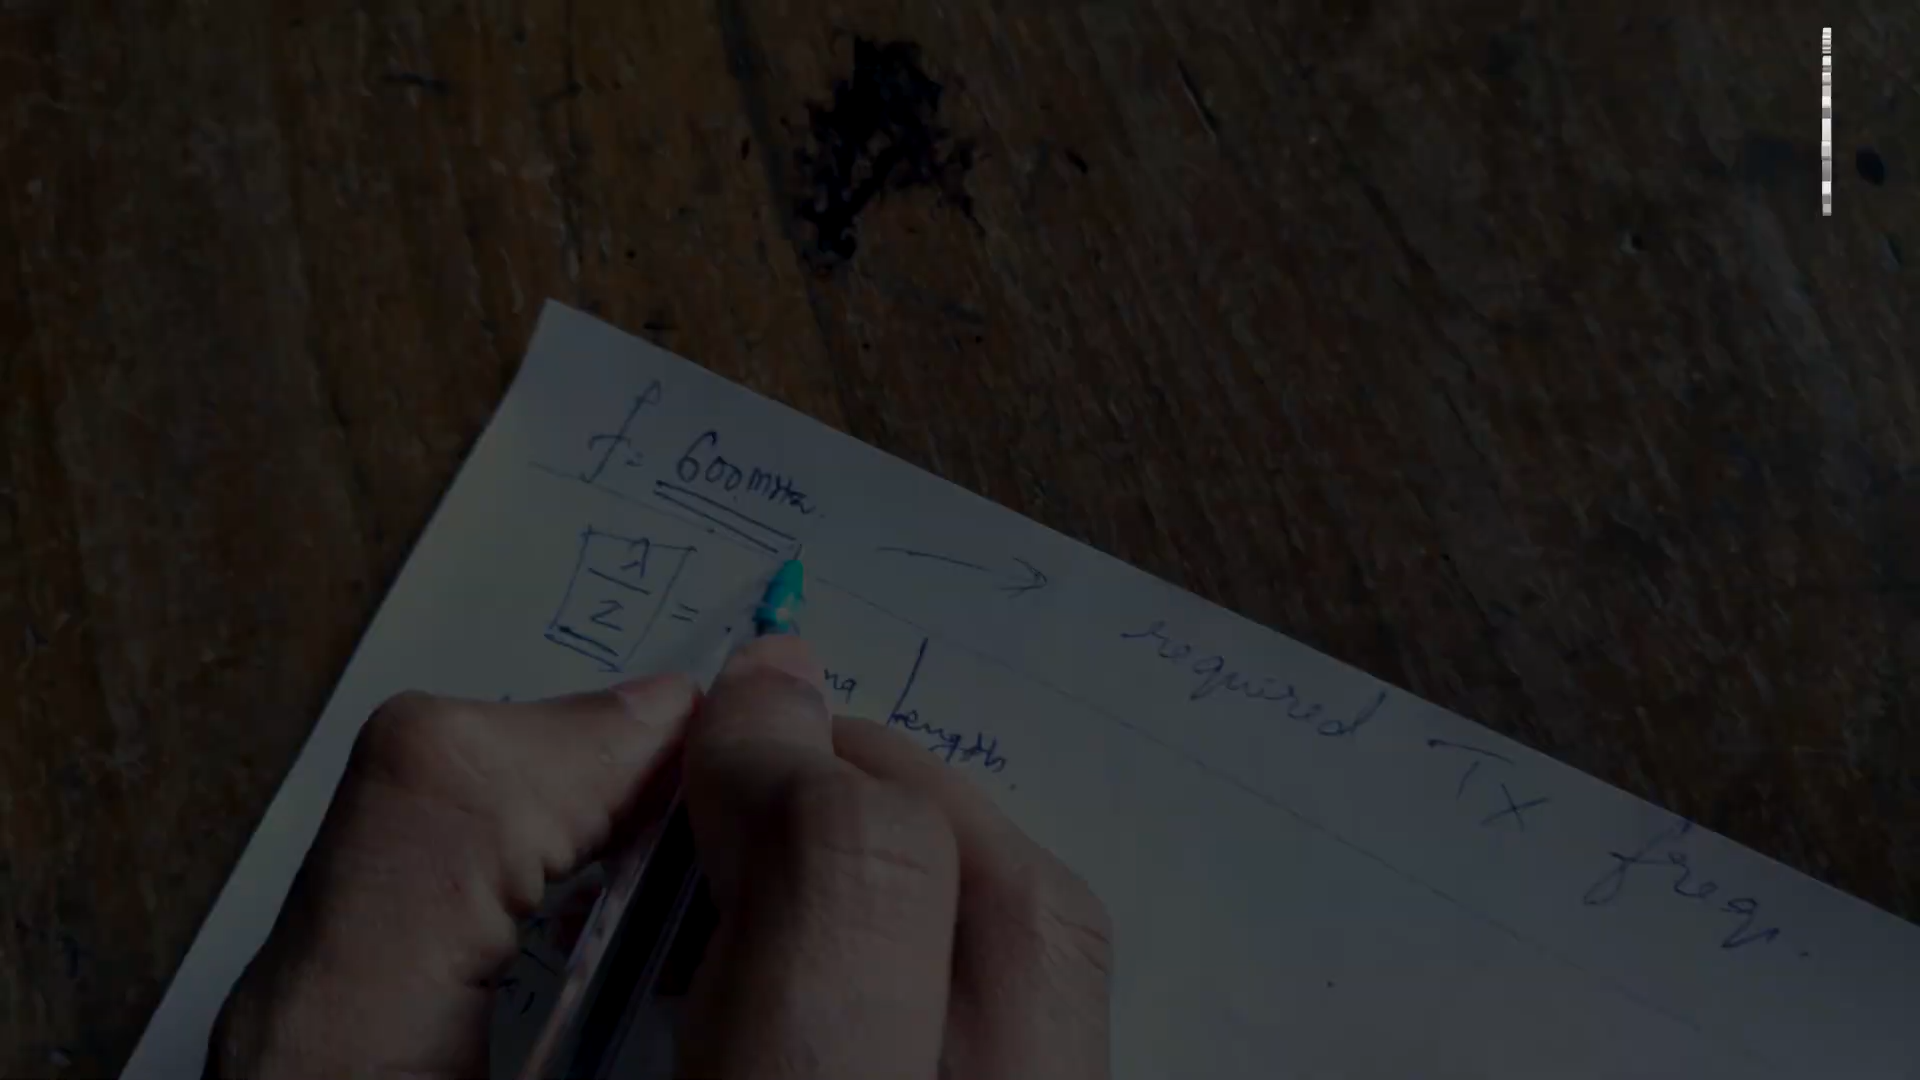 f = 600mHz. → required Tx freq.
λ/2 = Length.